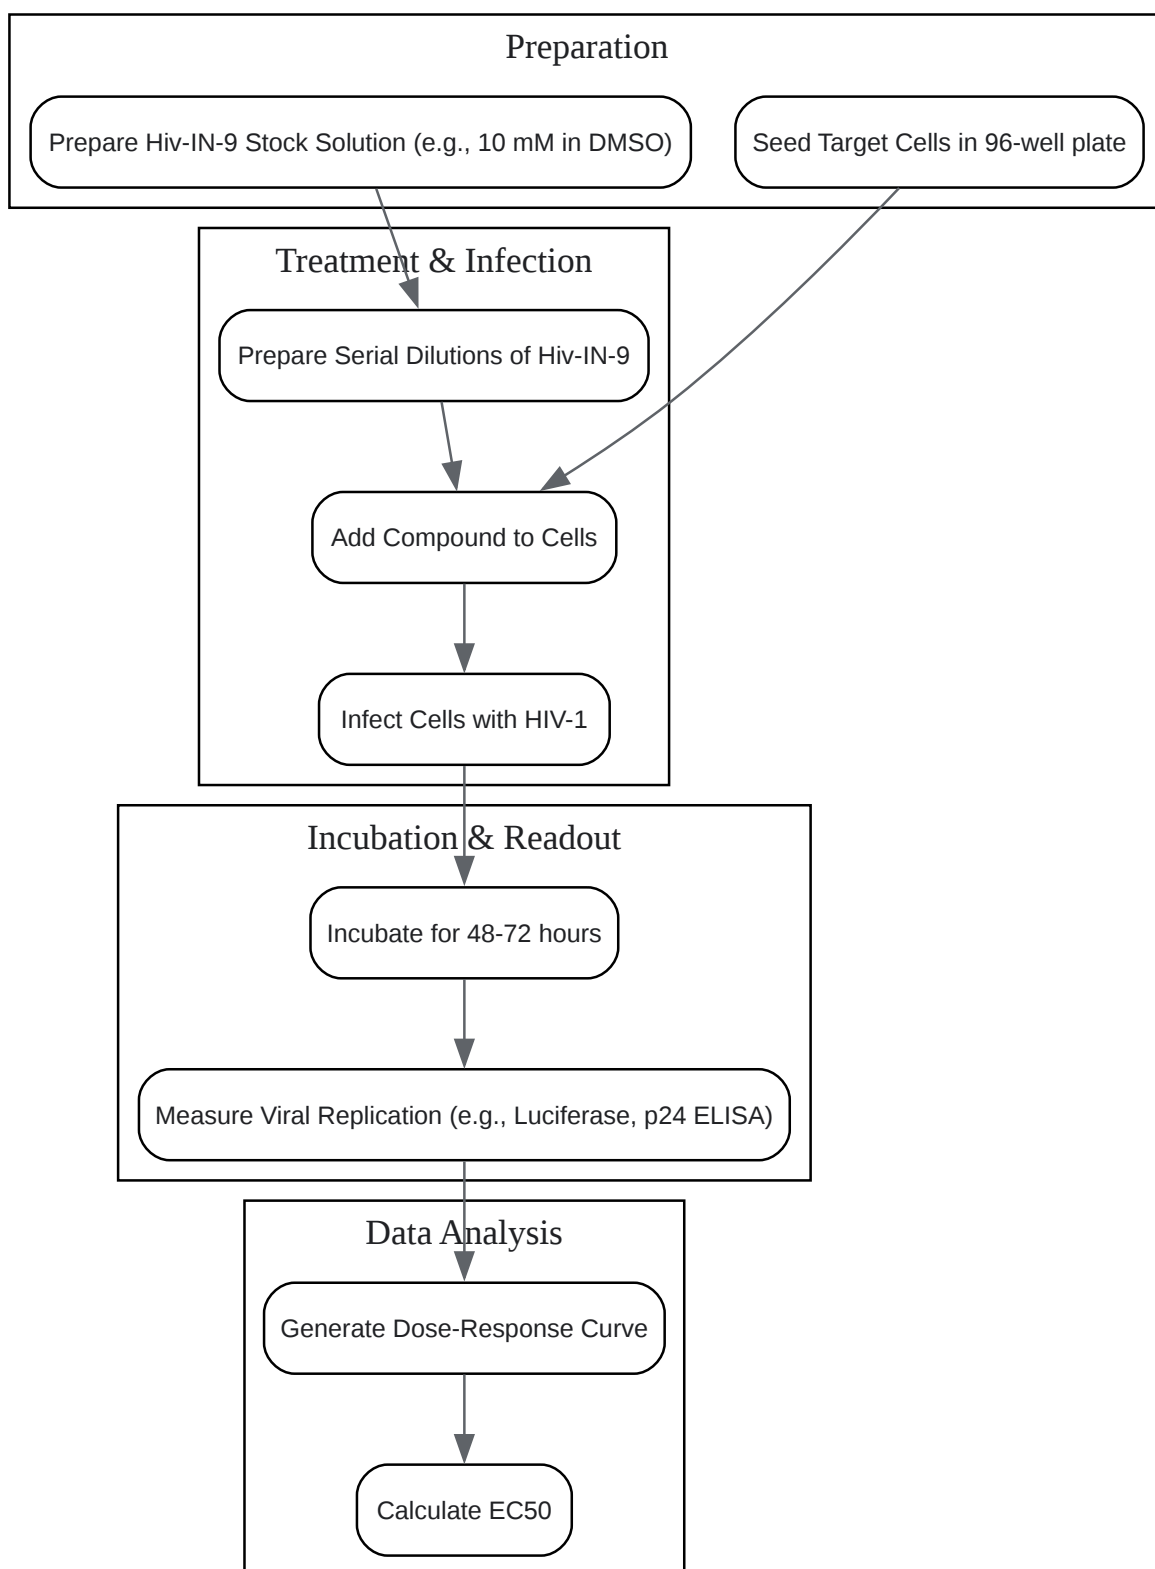 Preparation
Prepare Hiv-IN-9 Stock Solution (e.g., 10 mM in DMSO)
Seed Target Cells in 96-well plate
Treatment & Infection
Prepare Serial Dilutions of Hiv-IN-9
Add Compound to Cells
Infect Cells with HIV-1
Incubation & Readout
Incubate for 48-72 hours
Measure Viral Replication (e.g., Luciferase, p24 ELISA)
Data Analysis
Generate Dose-Response Curve
Calculate EC50